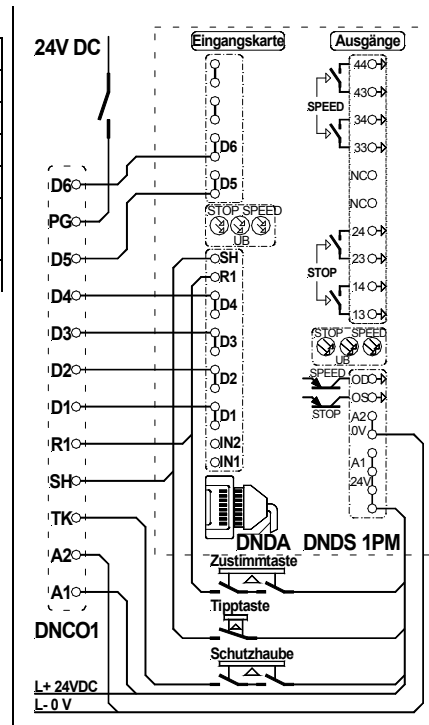 24V DC
Eingangskarte
Ausgänge
44
43
SPEED
34
33
NC
NC
24
23
STOP
14
13
D6
D5
STOP SPEED
UB
SH
R1
D4
D3
D2
D1
IN2
IN1
STOP SPEED
UB
SPEED
OD
OS
STOP
A2
0V
A1
24V
D6
PG
D5
D4
D3
D2
D1
R1
SH
TK
A2
A1
DNCO1
DNDA DNDS 1PM
Zustimmtaste
Tipptaste
Schutzhaube
L+ 24VDC
L- 0 V